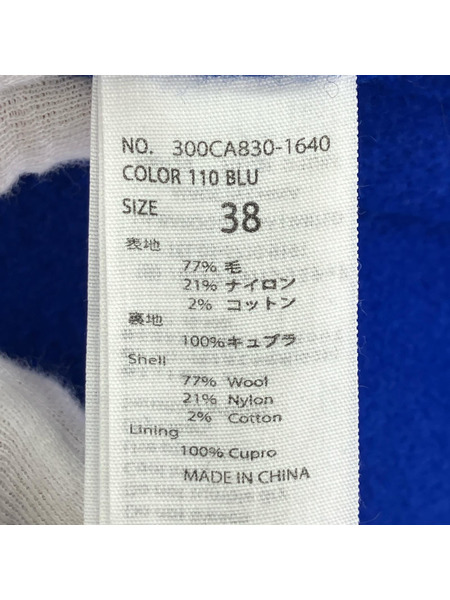 NO. 300CA830-1640
COLOR 110 BLU
SIZE 38
表地
77% 毛
21% ナイロン
2% コットン
裏地
100% キュプラ
Shell
77% Wool
21% Nylon
2% Cotton
Lining
100% Cupro
MADE IN CHINA